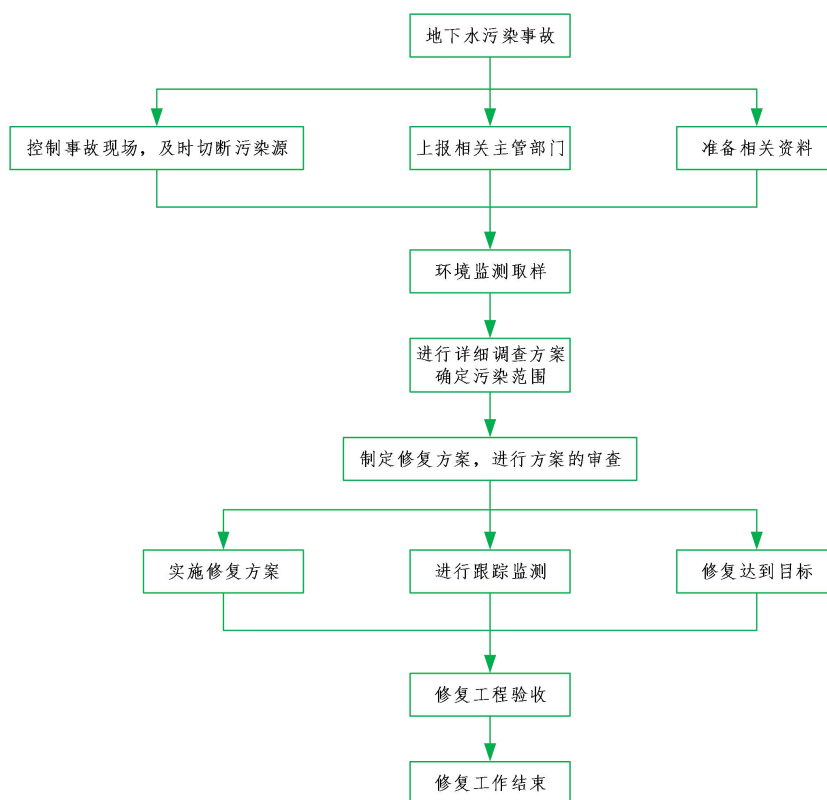 地下水污染事故
控制事故现场，及时切断污染源
上报相关主管部门
准备相关资料
环境监测取样
进行详细调查方案
确定污染范围
制定修复方案，进行方案的审查
实施修复方案
进行跟踪监测
修复达到目标
修复工程验收
修复工作结束